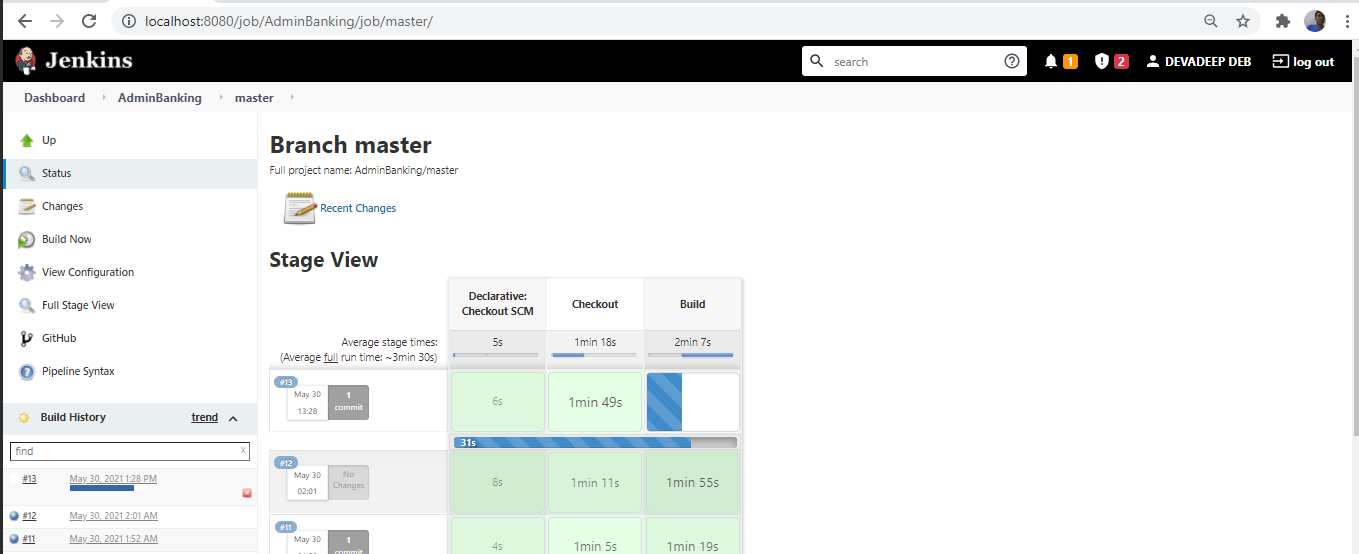 localhost:8080/job/AdminBanking/job/master/
Jenkins
search
1
2
DEVADEEP DEB
log out
Dashboard
AdminBanking
master
Up
Status
Changes
Build Now
View Configuration
Full Stage View
GitHub
Pipeline Syntax
Build History
trend
find
x
#13
May 30, 2021 1:28 PM
#12
May 30, 2021 2:01 AM
#11
May 30, 2021 1:52 AM
Branch master
Full project name: AdminBanking/master
Recent Changes
Stage View
Declarative:
Checkout SCM
Checkout
Build
Average stage times:
(Average full run time: ~3min 30s)
5s
1min 18s
2min 7s
#13
May 30
13:28
1
commit
6s
1min 49s
31s
#12
May 30
02:01
No
Changes
8s
1min 11s
1min 55s
#11
May 30
1
commit
4s
1min 5s
1min 19s